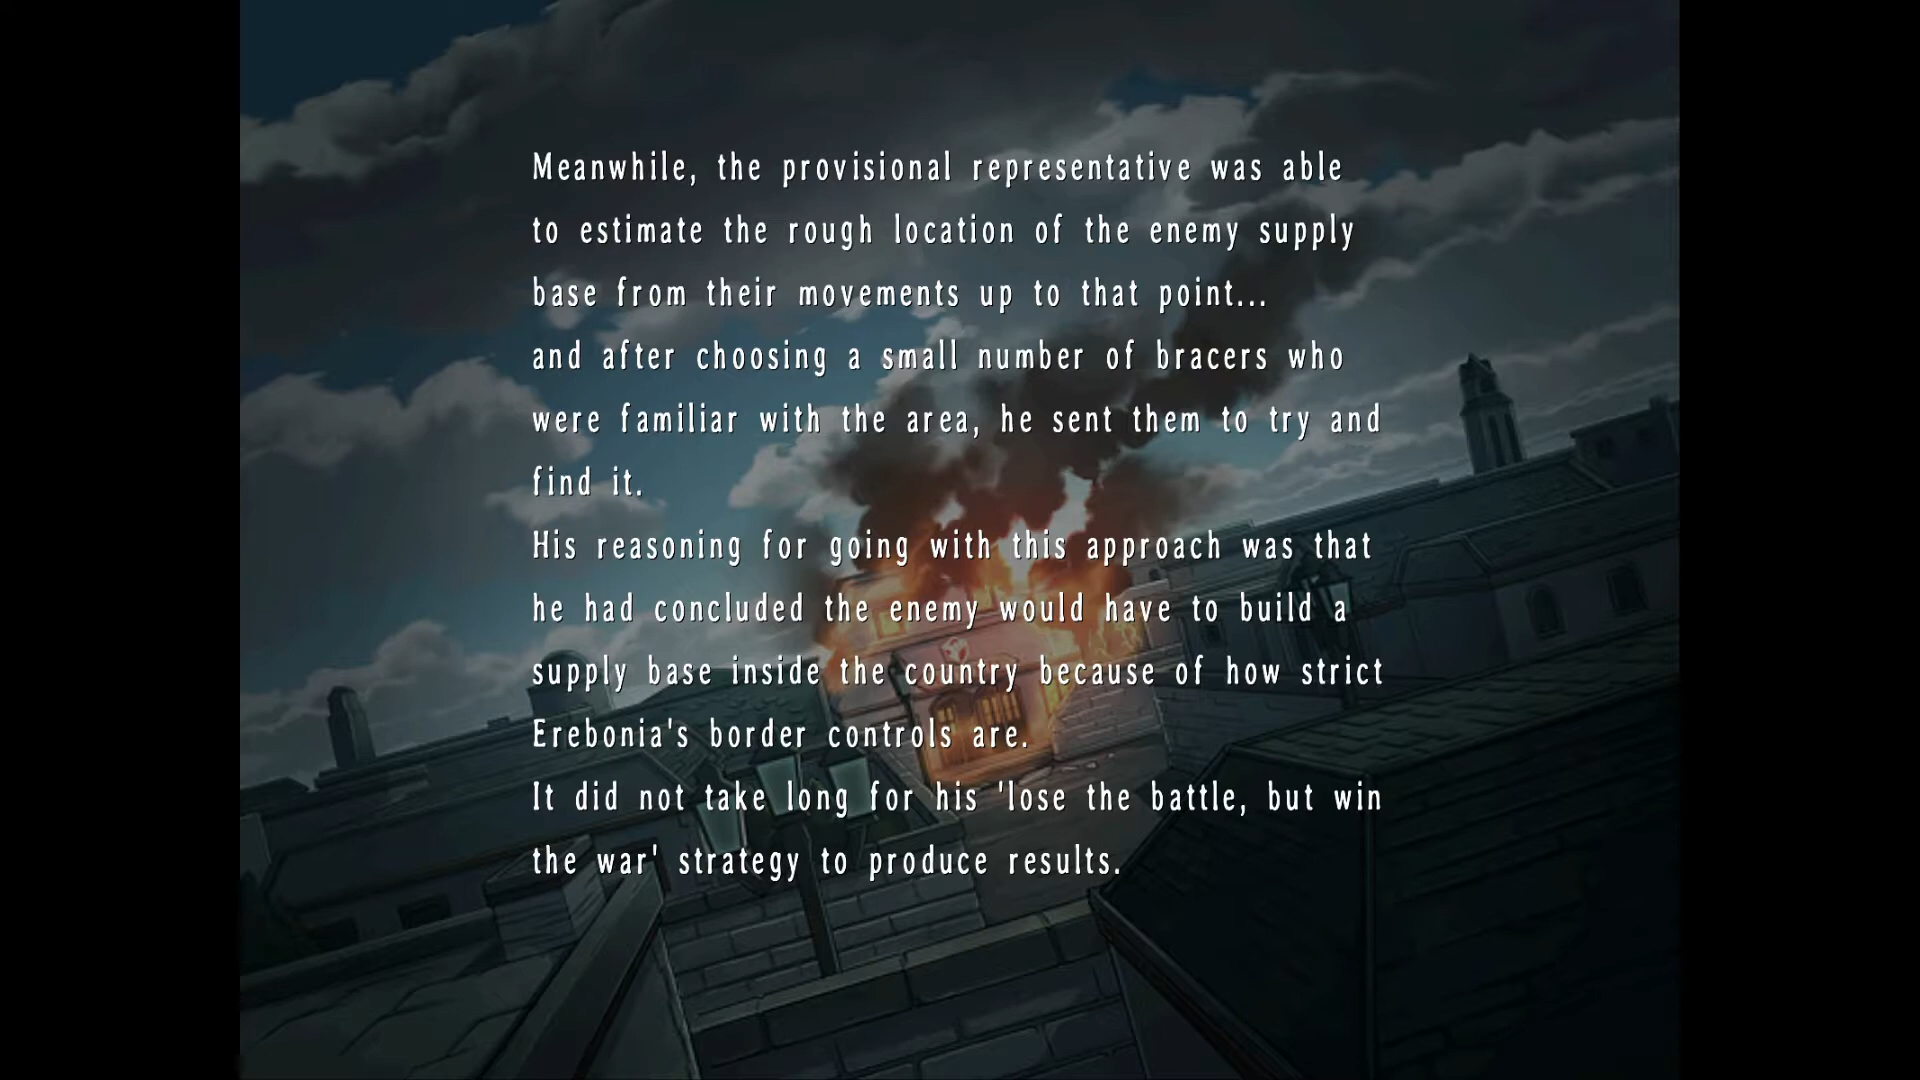 Meanwhile, the provisional representative was able
to estimate the rough location of the enemy supply
base from their movements up to that point...
and after choosing a small number of bracers who
were familiar with the area, he sent them to try and
find it.
His reasoning for going with this approach was that
he had concluded the enemy would have to build a
supply base inside the country because of how strict
Erebonia's border controls are.
It did not take long for his 'lose the battle, but win
the war' strategy to produce results.